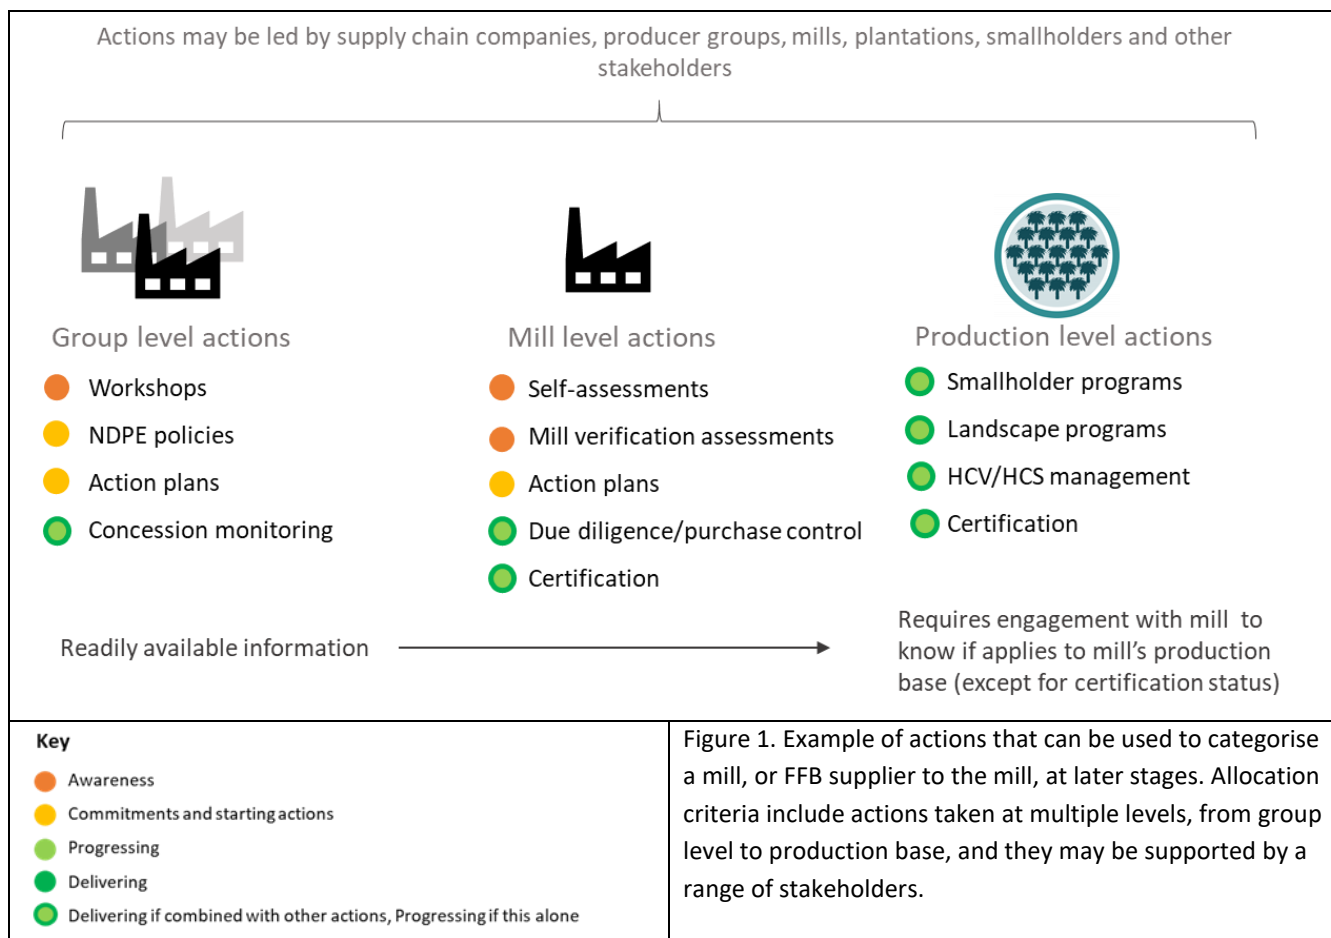 Actions may be led by supply chain companies, producer groups, mills, plantations, smallholders and other
stakeholders
Group level actions
Workshops
NDPE policies
Action plans
Concession monitoring
Mill level actions
Self-assessments
Mill verification assessments
Action plans
Due diligence/purchase control
Certification
Production level actions
Smallholder programs
Landscape programs
HCV/HCS management
Certification
Readily available information
Requires engagement with mill to
know if applies to mill’s production
base (except for certification status)
Key
Awareness
Commitments and starting actions
Progressing
Delivering
Delivering if combined with other actions, Progressing if this alone
Figure 1. Example of actions that can be used to categorise
a mill, or FFB supplier to the mill, at later stages. Allocation
criteria include actions taken at multiple levels, from group
level to production base, and they may be supported by a
range of stakeholders.